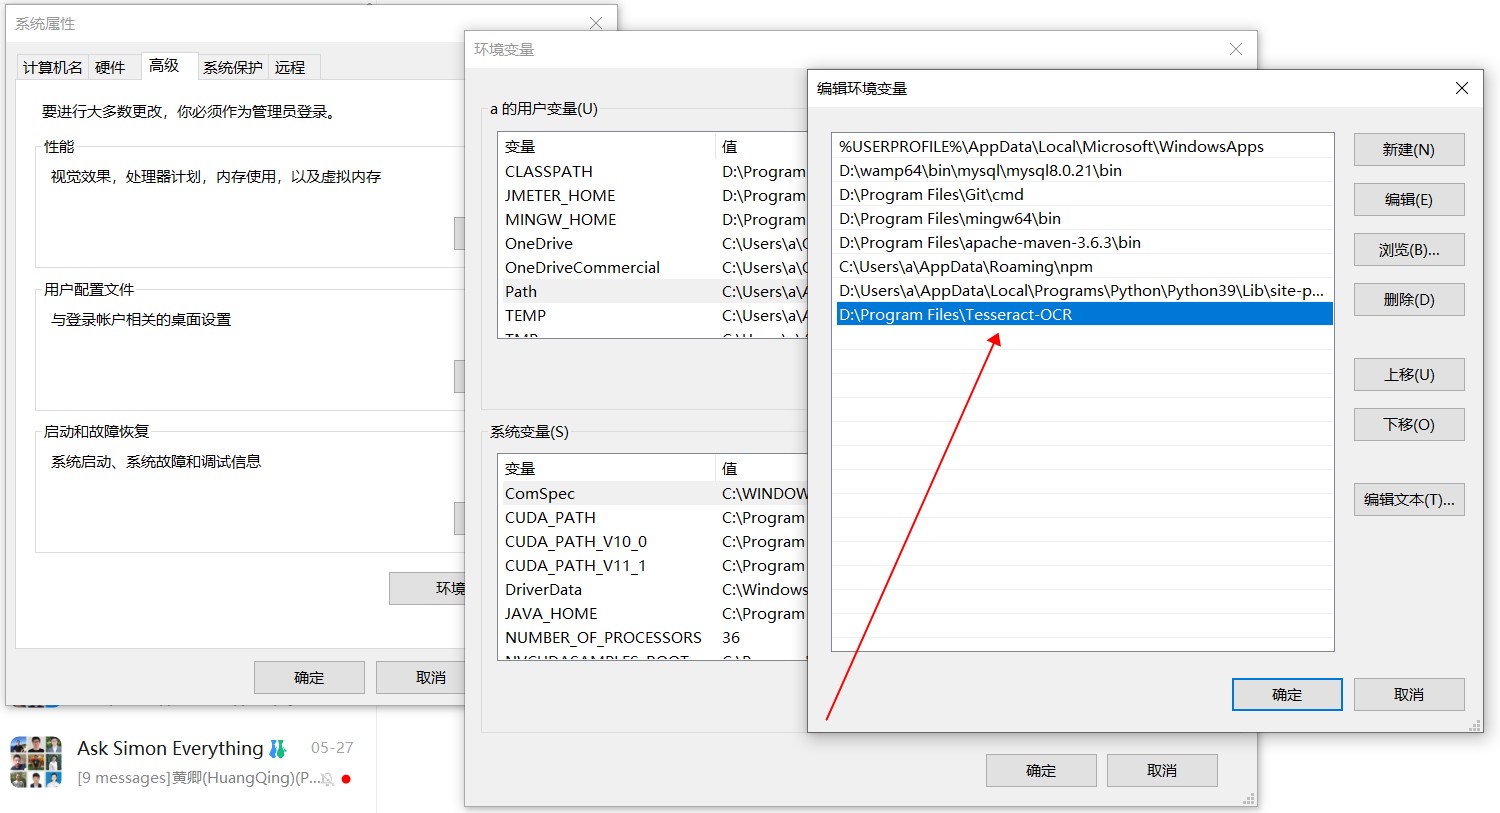 系统属性
计算机名
硬件
高级
系统保护
远程
要进行大多数更改，你必须作为管理员登录。
性能
视觉效果，处理器计划，内存使用，以及虚拟内存
用户配置文件
与登录帐户相关的桌面设置
启动和故障恢复
系统启动、系统故障和调试信息
环境
确定
取消
Ask Simon Everything
05-27
[9 messages]黄卿(HuangQing)(P...
环境变量
a 的用户变量(U)
变量 值
CLASSPATH D:\Program
JMETER_HOME D:\Program
MINGW_HOME D:\Program
OneDrive C:\Users\a\O
OneDriveCommercial C:\Users\a\O
Path C:\Users\a\A
TEMP C:\Users\a\A
系统变量(S)
变量 值
ComSpec C:\WINDOW
CUDA_PATH C:\Program
CUDA_PATH_V10_0 C:\Program
CUDA_PATH_V11_1 C:\Program
DriverData C:\Windows
JAVA_HOME C:\Program
NUMBER_OF_PROCESSORS 36
确定
取消
编辑环境变量
%USERPROFILE%\AppData\Local\Microsoft\WindowsApps
D:\wamp64\bin\mysql\mysql8.0.21\bin
D:\Program Files\Git\cmd
D:\Program Files\mingw64\bin
D:\Program Files\apache-maven-3.6.3\bin
C:\Users\a\AppData\Roaming\npm
D:\Users\a\AppData\Local\Programs\Python\Python39\Lib\site-p...
D:\Program Files\Tesseract-OCR
新建(N)
编辑(E)
浏览(B)...
删除(D)
上移(U)
下移(O)
编辑文本(T)...
确定
取消